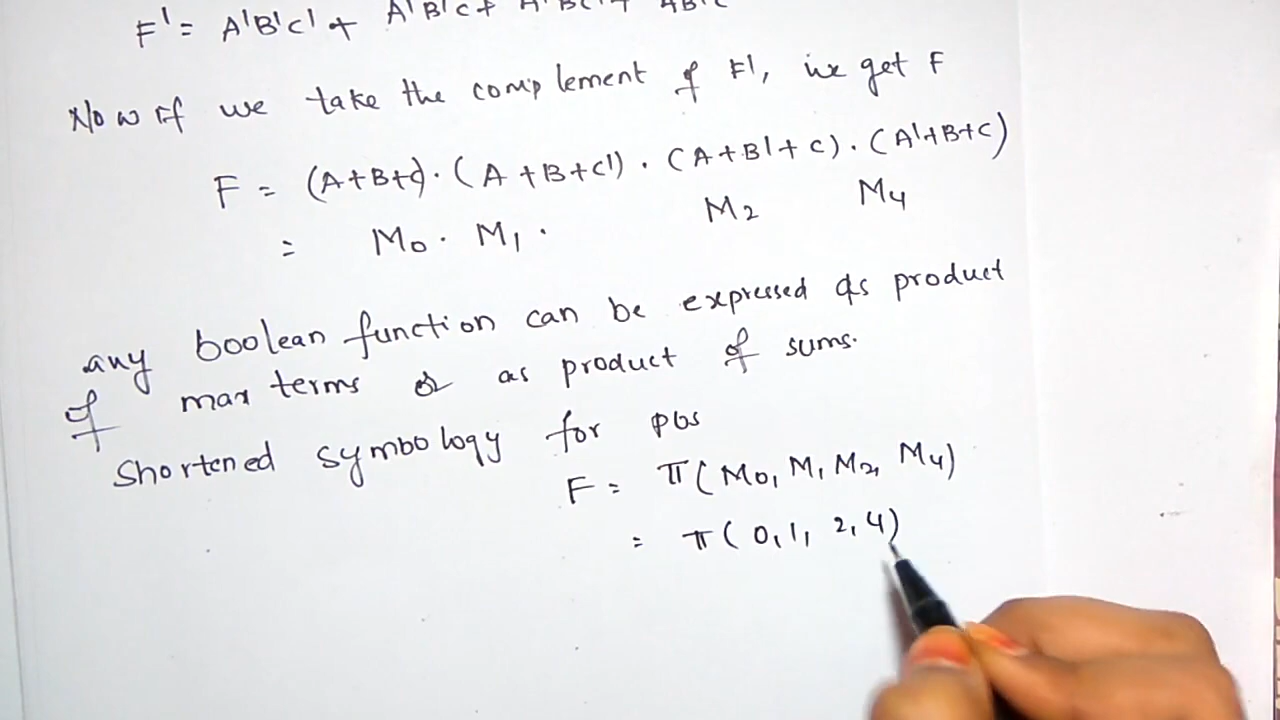 F' = A'B'C' + A'B'C + A'BC' + AB'C'
Now if we take the complement of F', we get F
F = (A+B+C) · (A+B+C') · (A+B'+C) · (A'+B+C)
= M0 · M1 · M2 M4
any boolean function can be expressed as product
of max terms or as product of sums.
Shortened symbology for pos
F = π(M0, M1 M2, M4)
= π(0,1, 2,4)